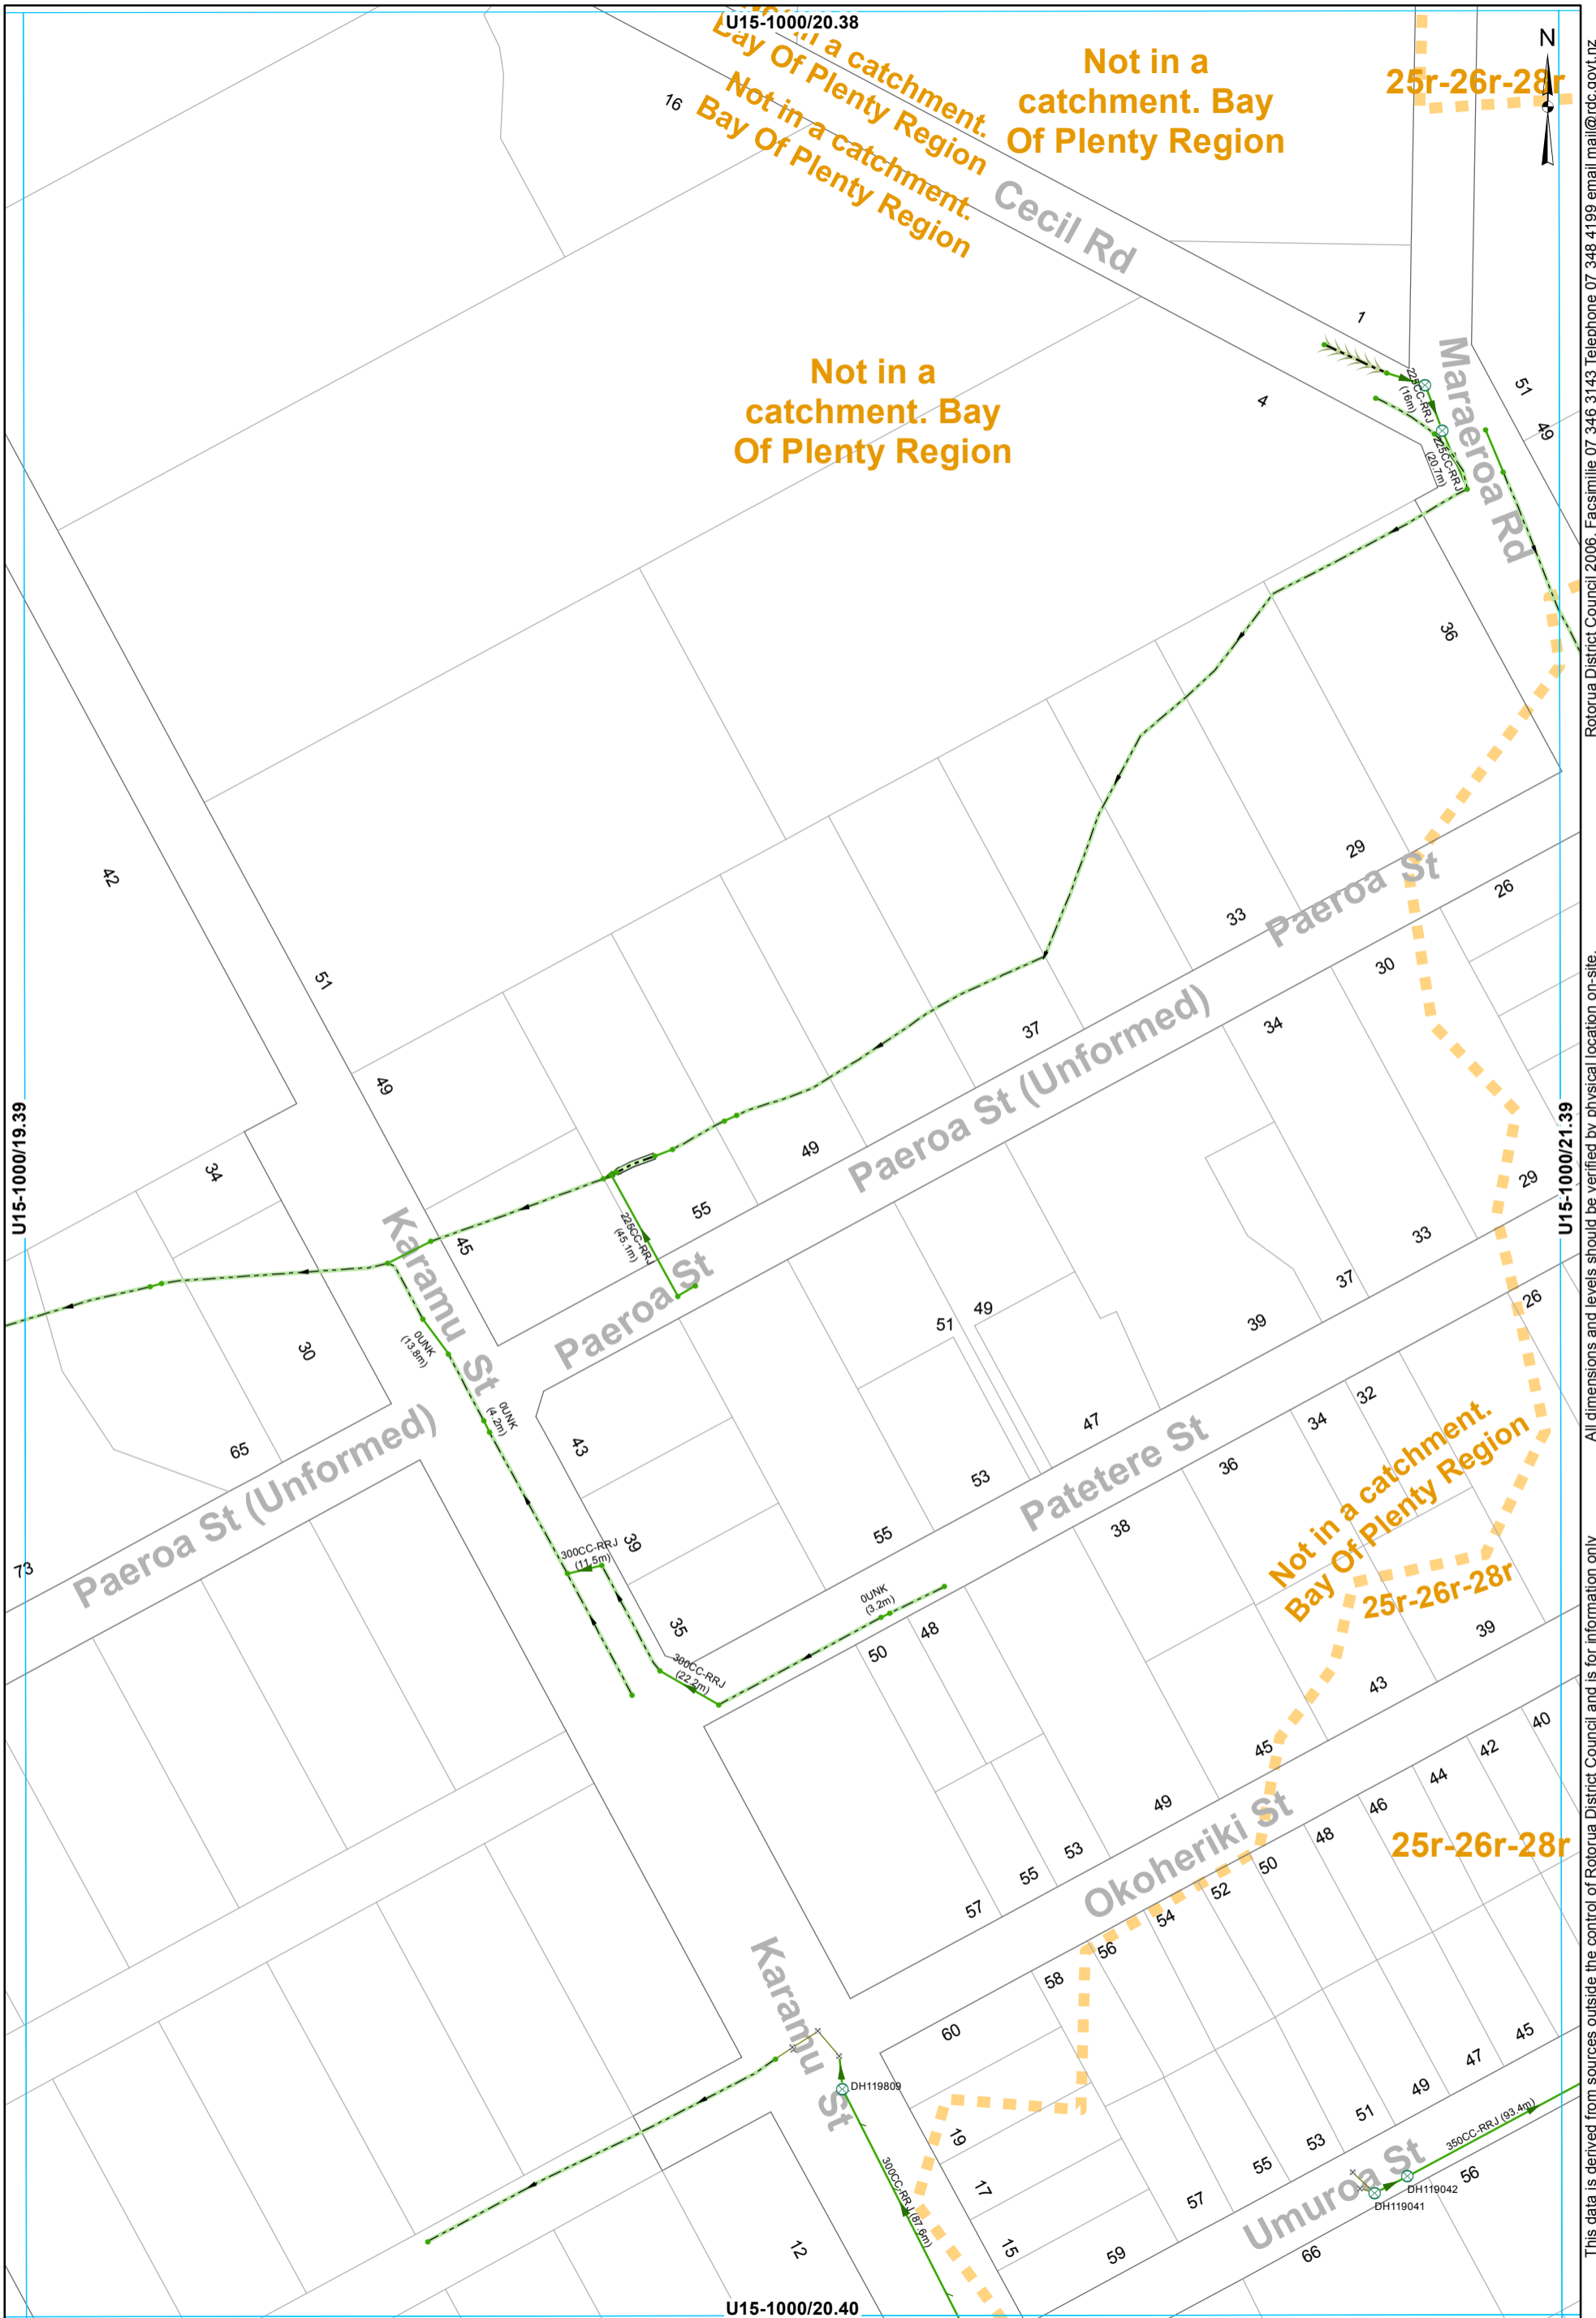 U15-1000/20.38
Not in a catchment.
Bay Of Plenty Region
Not in a catchment.
Bay Of Plenty Region
Not in a
catchment. Bay
Of Plenty Region
25r-26r-28r
N
16
Cecil Rd
1
Maraeroa Rd
51
49
4
225CC-RRJ
(16m)
225CC-RRJ
(20.7m)
Not in a
catchment. Bay
Of Plenty Region
36
42
51
49
29
Paeroa St
26
33
30
37
34
Paeroa St (Unformed)
U15-1000/19.39
U15-1000/21.39
34
49
55
29
33
37
39
45
Karamu St
225CC-RRJ
(45.1m)
Paeroa St
30
0UNK
(13.8m)
0UNK
(4.2m)
51
49
26
32
34
36
47
Patetere St
65
Paeroa St (Unformed)
73
43
39
35
53
55
38
Not in a catchment.
Bay Of Plenty Region
25r-26r-28r
300CC-RRJ
(11.5m)
0UNK
(3.2m)
300CC-RRJ
(22.2m)
50
48
39
43
45
49
53
55
57
Okoheriki St
40
42
44
46
48
50
52
54
56
58
60
25r-26r-28r
Karamu St
DH119809
300CC-RRJ (87.6m)
19
17
15
12
45
47
49
51
53
55
57
59
Umuroa St
350CC-RRJ (93.4m)
DH119042
DH119041
56
66
U15-1000/20.40
This data is derived from sources outside the control of Rotorua District Council and is for information only
All dimensions and levels should be verified by physical location on-site.
Rotorua District Council 2006. Facsimilie 07 346 3143 Telephone 07 348 4199 email mail@rdc.govt.nz